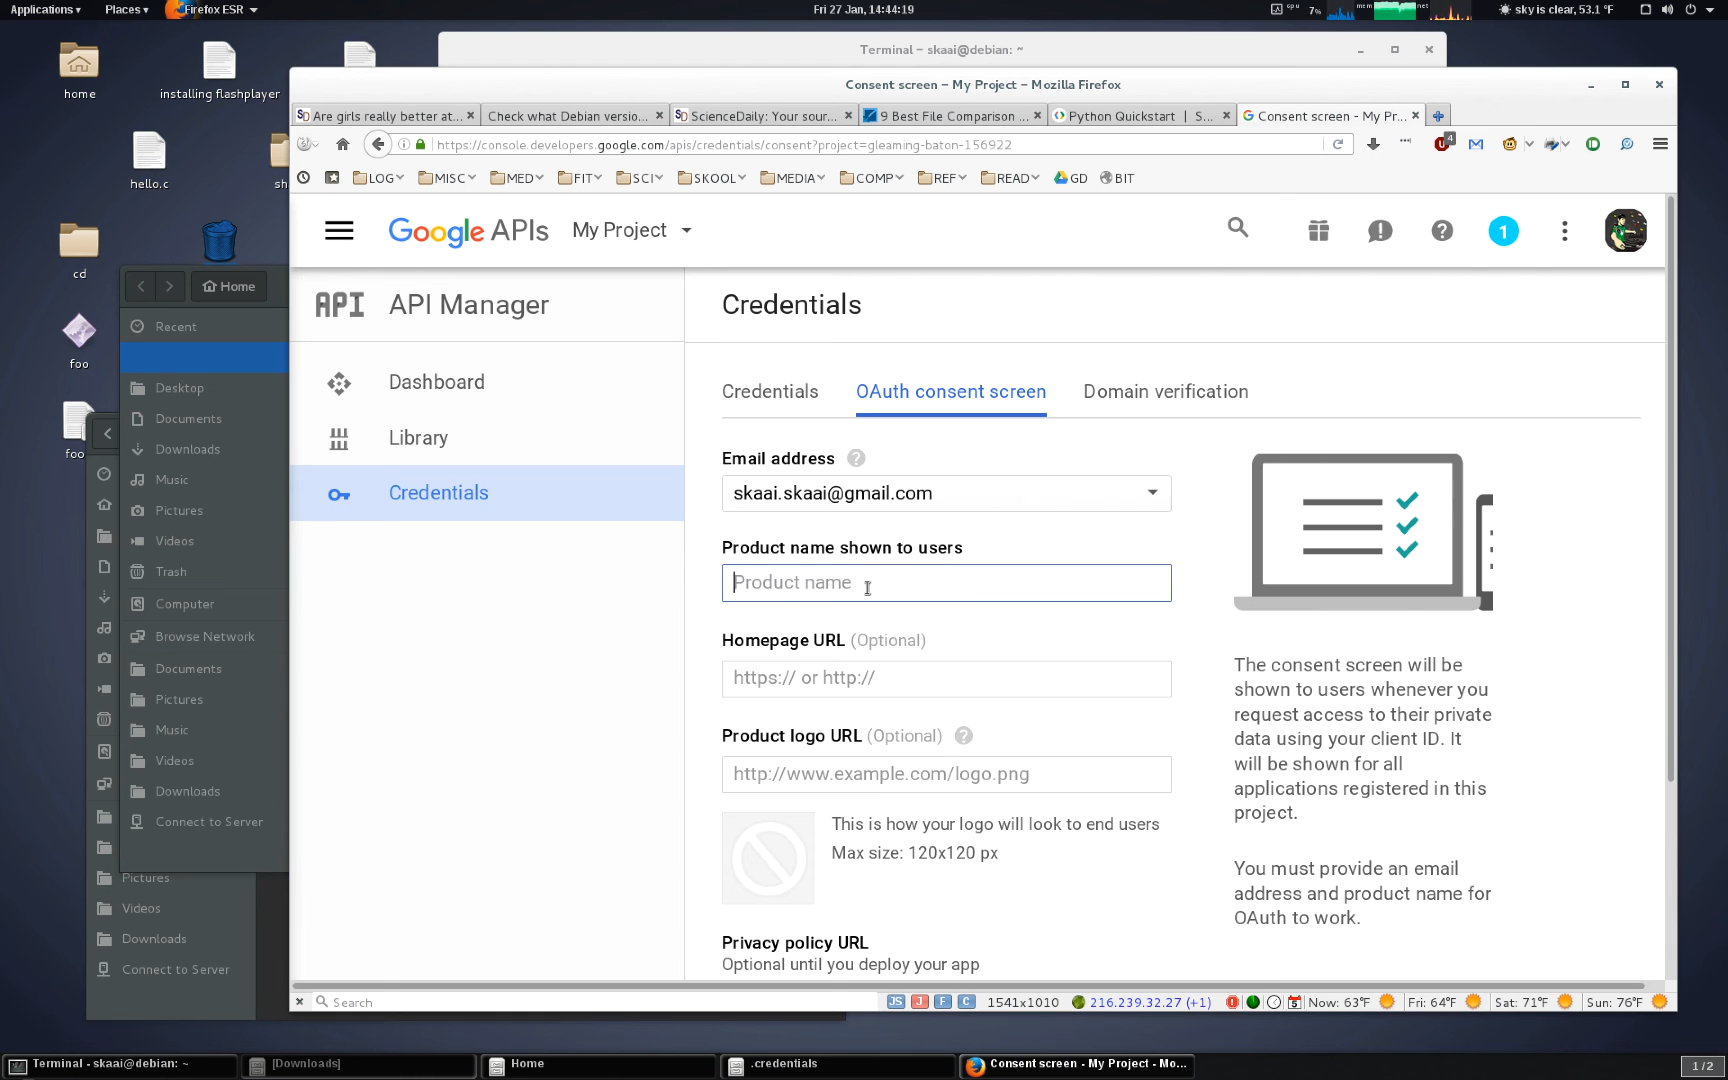 Applications Places Firefox ESR Fri 27 Jan, 14:44:19 cpu 7% mem net sky is clear, 53.1 °F
Terminal – skaai@debian: ~
home
installing flashplayer
hello.c
sh
cd
foo
foo
Consent screen – My Project – Mozilla Firefox
Are girls really better at... Check what Debian versio... ScienceDaily: Your sour... 9 Best File Comparison ... Python Quickstart | S... Consent screen - My Pr...
https://console.developers.google.com/apis/credentials/consent?project=gleaming-baton-156922
4
LOG MISC MED FIT SCI SKOOL MEDIA COMP REF READ GD BIT
Google APIs My Project 1
API API Manager
Dashboard
Library
Credentials
Credentials
Credentials OAuth consent screen Domain verification
Email address
skaai.skaai@gmail.com
Product name shown to users
Product name
Homepage URL (Optional)
https:// or http://
Product logo URL (Optional)
http://www.example.com/logo.png
This is how your logo will look to end users
Max size: 120x120 px
Privacy policy URL
Optional until you deploy your app
The consent screen will be
shown to users whenever you
request access to their private
data using your client ID. It
will be shown for all
applications registered in this
project.
You must provide an email
address and product name for
OAuth to work.
Home
Recent
Desktop
Documents
Downloads
Music
Pictures
Videos
Trash
Computer
Browse Network
Documents
Pictures
Music
Videos
Downloads
Connect to Server
Pictures
Videos
Downloads
Connect to Server
Search JS J F C 1541x1010 216.239.32.27 (+1) 5 Now: 63°F Fri: 64°F Sat: 71°F Sun: 76°F
Terminal - skaai@debian: ~ [Downloads] Home .credentials Consent screen - My Project - Mo... 1 / 2